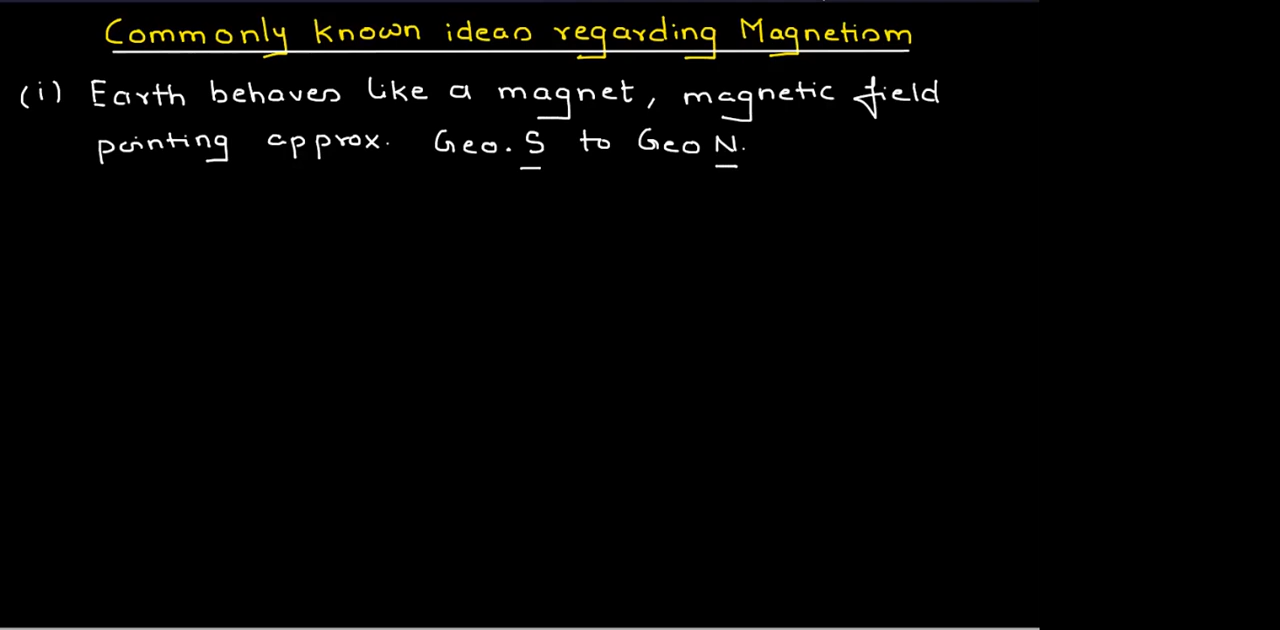 Commonly known ideas regarding Magnetism
(i) Earth behaves like a magnet, magnetic field
pointing approx. Geo. S to Geo N.